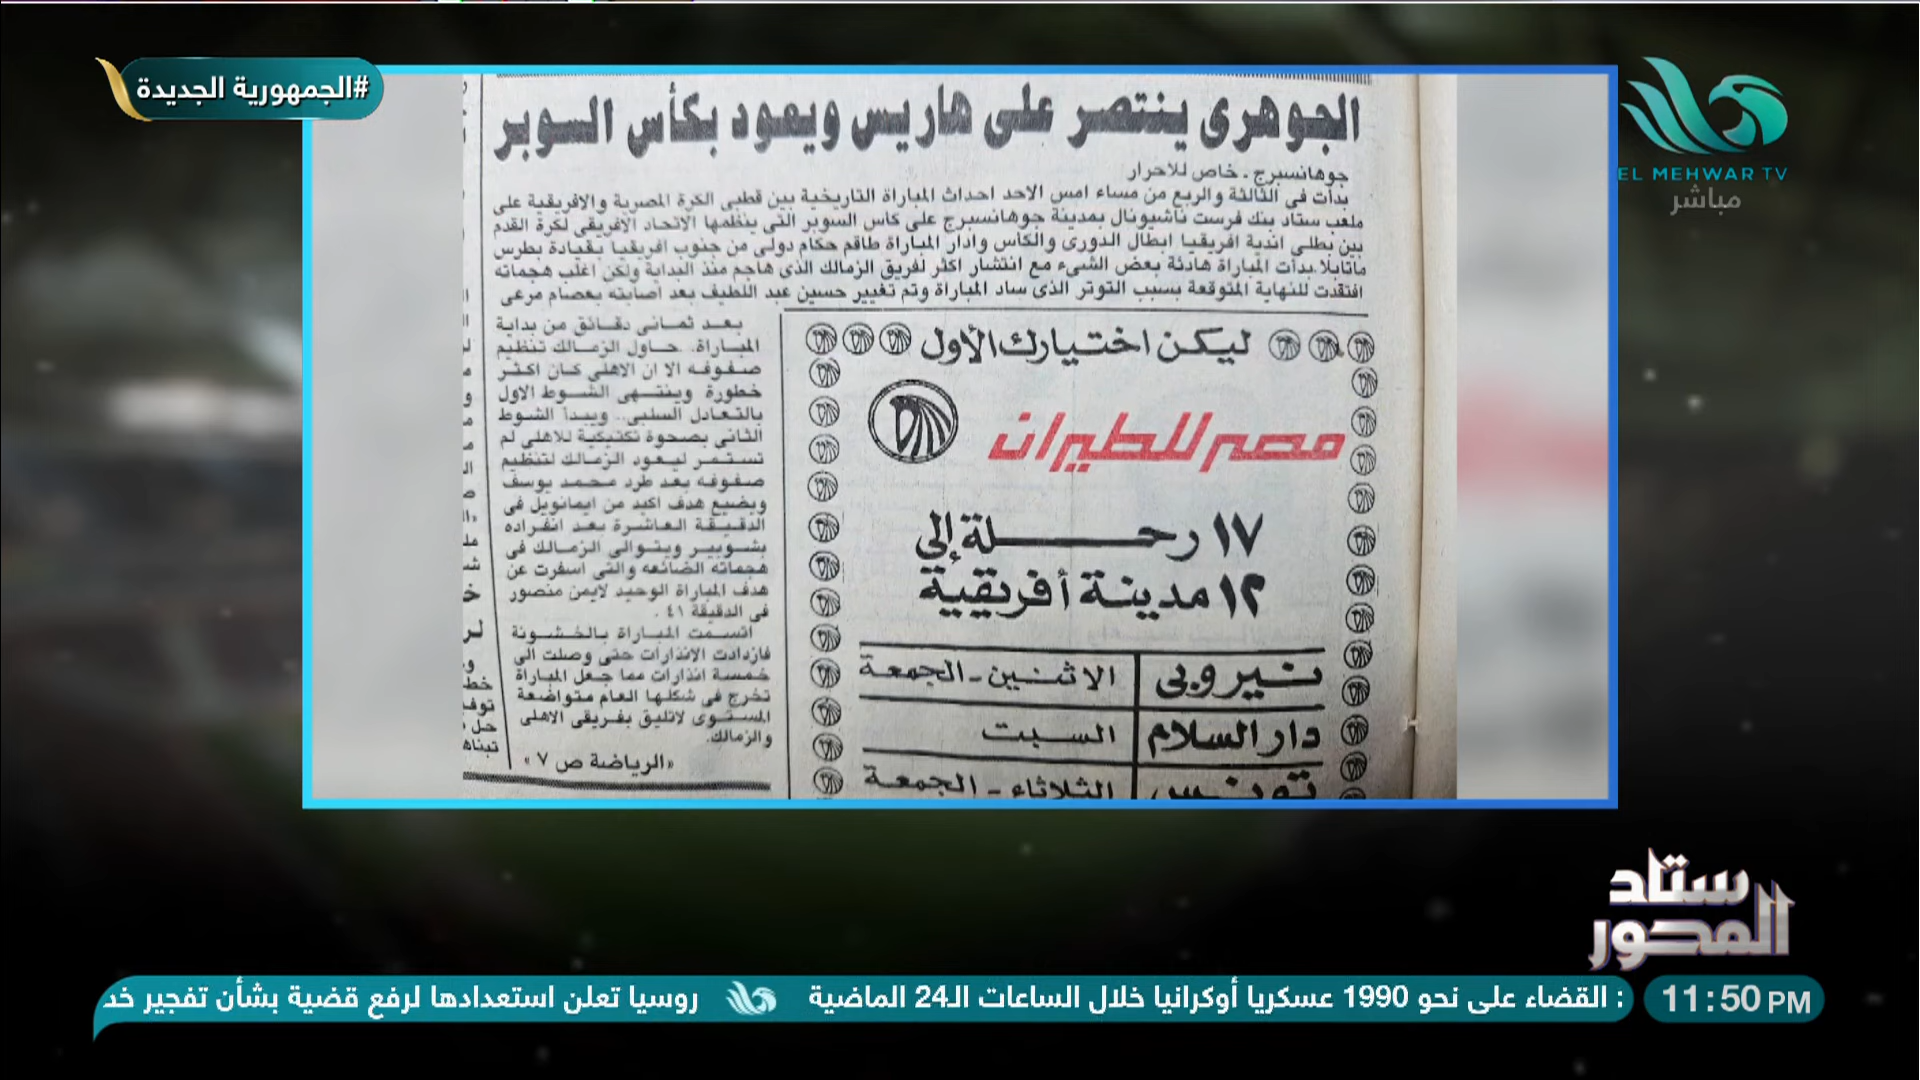 #الجمهورية الجديدة
EL MEHWAR TV
مباشر
الجوهرى ينتصر على هاريس ويعود بكأس السوبر
جوهانسبرج ـ خاص للاحرار
بدأت فى الثالثة والربع من مساء امس الاحد احداث المباراة التاريخية بين قطبى الكرة المصرية والافريقية على
ملعب ستاد بنك فرست ناشيونال بمدينة جوهانسبرج على كأس السوبر التى ينظمها الاتحاد الافريقى لكرة القدم
بين بطلى اندية افريقيا ابطال الدورى والكأس وادار المباراة طاقم حكام دولى من جنوب افريقيا بقيادة بطرس
ماتابلا. بدأت المباراة هادئة بعض الشىء مع انتشار اكثر لفريق الزمالك الذى هاجم منذ البداية ولكن اغلب هجماته
افتقدت للنهاية المتوقعة بسبب التوتر الذى ساد المباراة وتم تغيير حسين عبد اللطيف بعد اصابته بعصام مرعى
بعد ثمانى دقائق من بداية
المباراة. حاول الزمالك تنظيم
صفوفه الا ان الاهلى كان اكثر
خطورة وينتهى الشوط الاول
بالتعادل السلبى.. ويبدأ الشوط
الثانى بصحوة تكتيكية للاهلى لم
تستمر ليعود الزمالك لتنظيم
صفوفه بعد طرد محمد يوسف
ويضيع هدف اكيد من ايمانويل فى
الدقيقة العاشرة بعد انفراده
بشوبير ويتوالى الزمالك فى
هجماته الضائعه والتى اسفرت عن
هدف المباراة الوحيد لايمن منصور
فى الدقيقة ٤١.
اتسمت المباراة بالخشونة
فازدادت الانذارات حتى وصلت الى
خمسة انذارات مما جعل المباراة
تخرج فى شكلها العام متواضعة
المستوى لاتليق بفريقى الاهلى
والزمالك.
«الرياضة ص ٧»
ليكن اختيارك الأول
مصر للطيران
١٧ رحلة إلى
١٢ مدينة أفريقية
نيروبى الاثنين - الجمعة
دار السلام السبت
تونس الثلاثاء - الجمعة
ستاد
المحور
: القضاء على نحو 1990 عسكريا أوكرانيا خلال الساعات الـ24 الماضية روسيا تعلن استعدادها لرفع قضية بشأن تفجير خد
11:50 PM